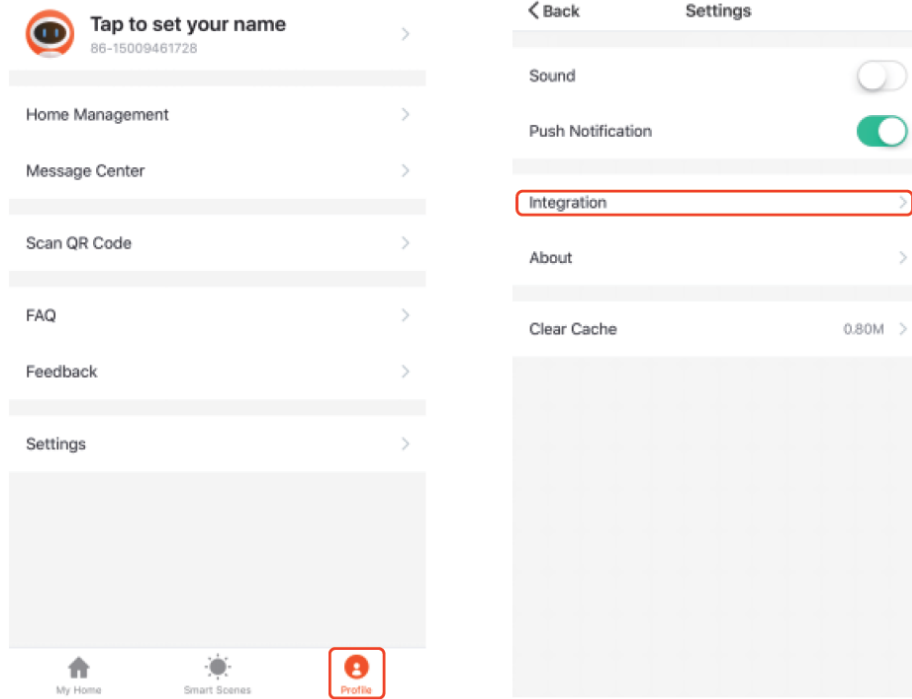 Tap to set your name
86-15009461728
Home Management
Message Center
Scan QR Code
FAQ
Feedback
Settings
My Home
Smart Scenes
Profile
Back
Settings
Sound
Push Notification
Integration
About
Clear Cache
0.80M